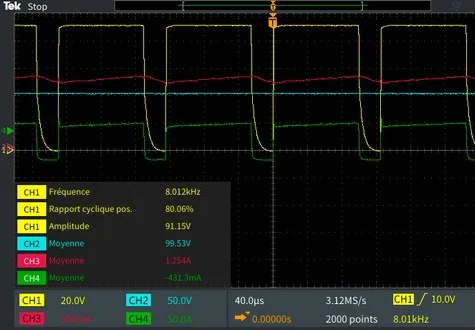 Tek Stop
T
T
4
1
CH1 Fréquence 8.012kHz
CH1 Rapport cyclique pos. 80.06%
CH1 Amplitude 91.15V
CH2 Moyenne 99.53V
CH3 Moyenne 1.254A
CH4 Moyenne -431.3mA
CH1 20.0V CH2 50.0V 40.0µs 3.12MS/s CH1 / 10.0V
CH3 CH4 50.0A 0.00000s 2000 points 8.01kHz